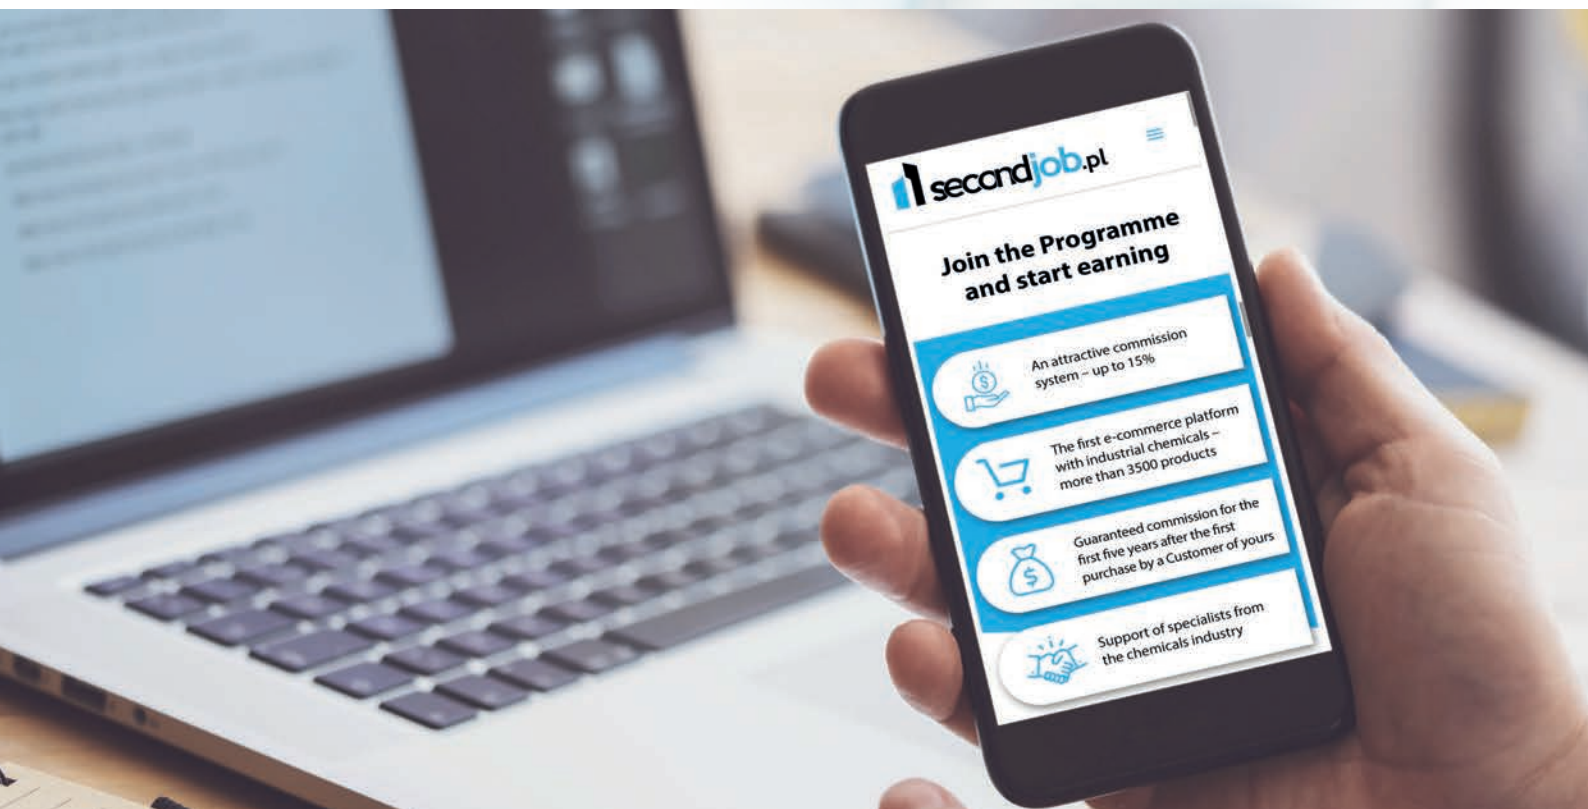 secondjob.pl
Join the Programme
and start earning
An attractive commission
system – up to 15%
The first e-commerce platform
with industrial chemicals –
more than 3500 products
Guaranteed commission for the
first five years after the first
purchase by a Customer of yours
Support of specialists from
the chemicals industry